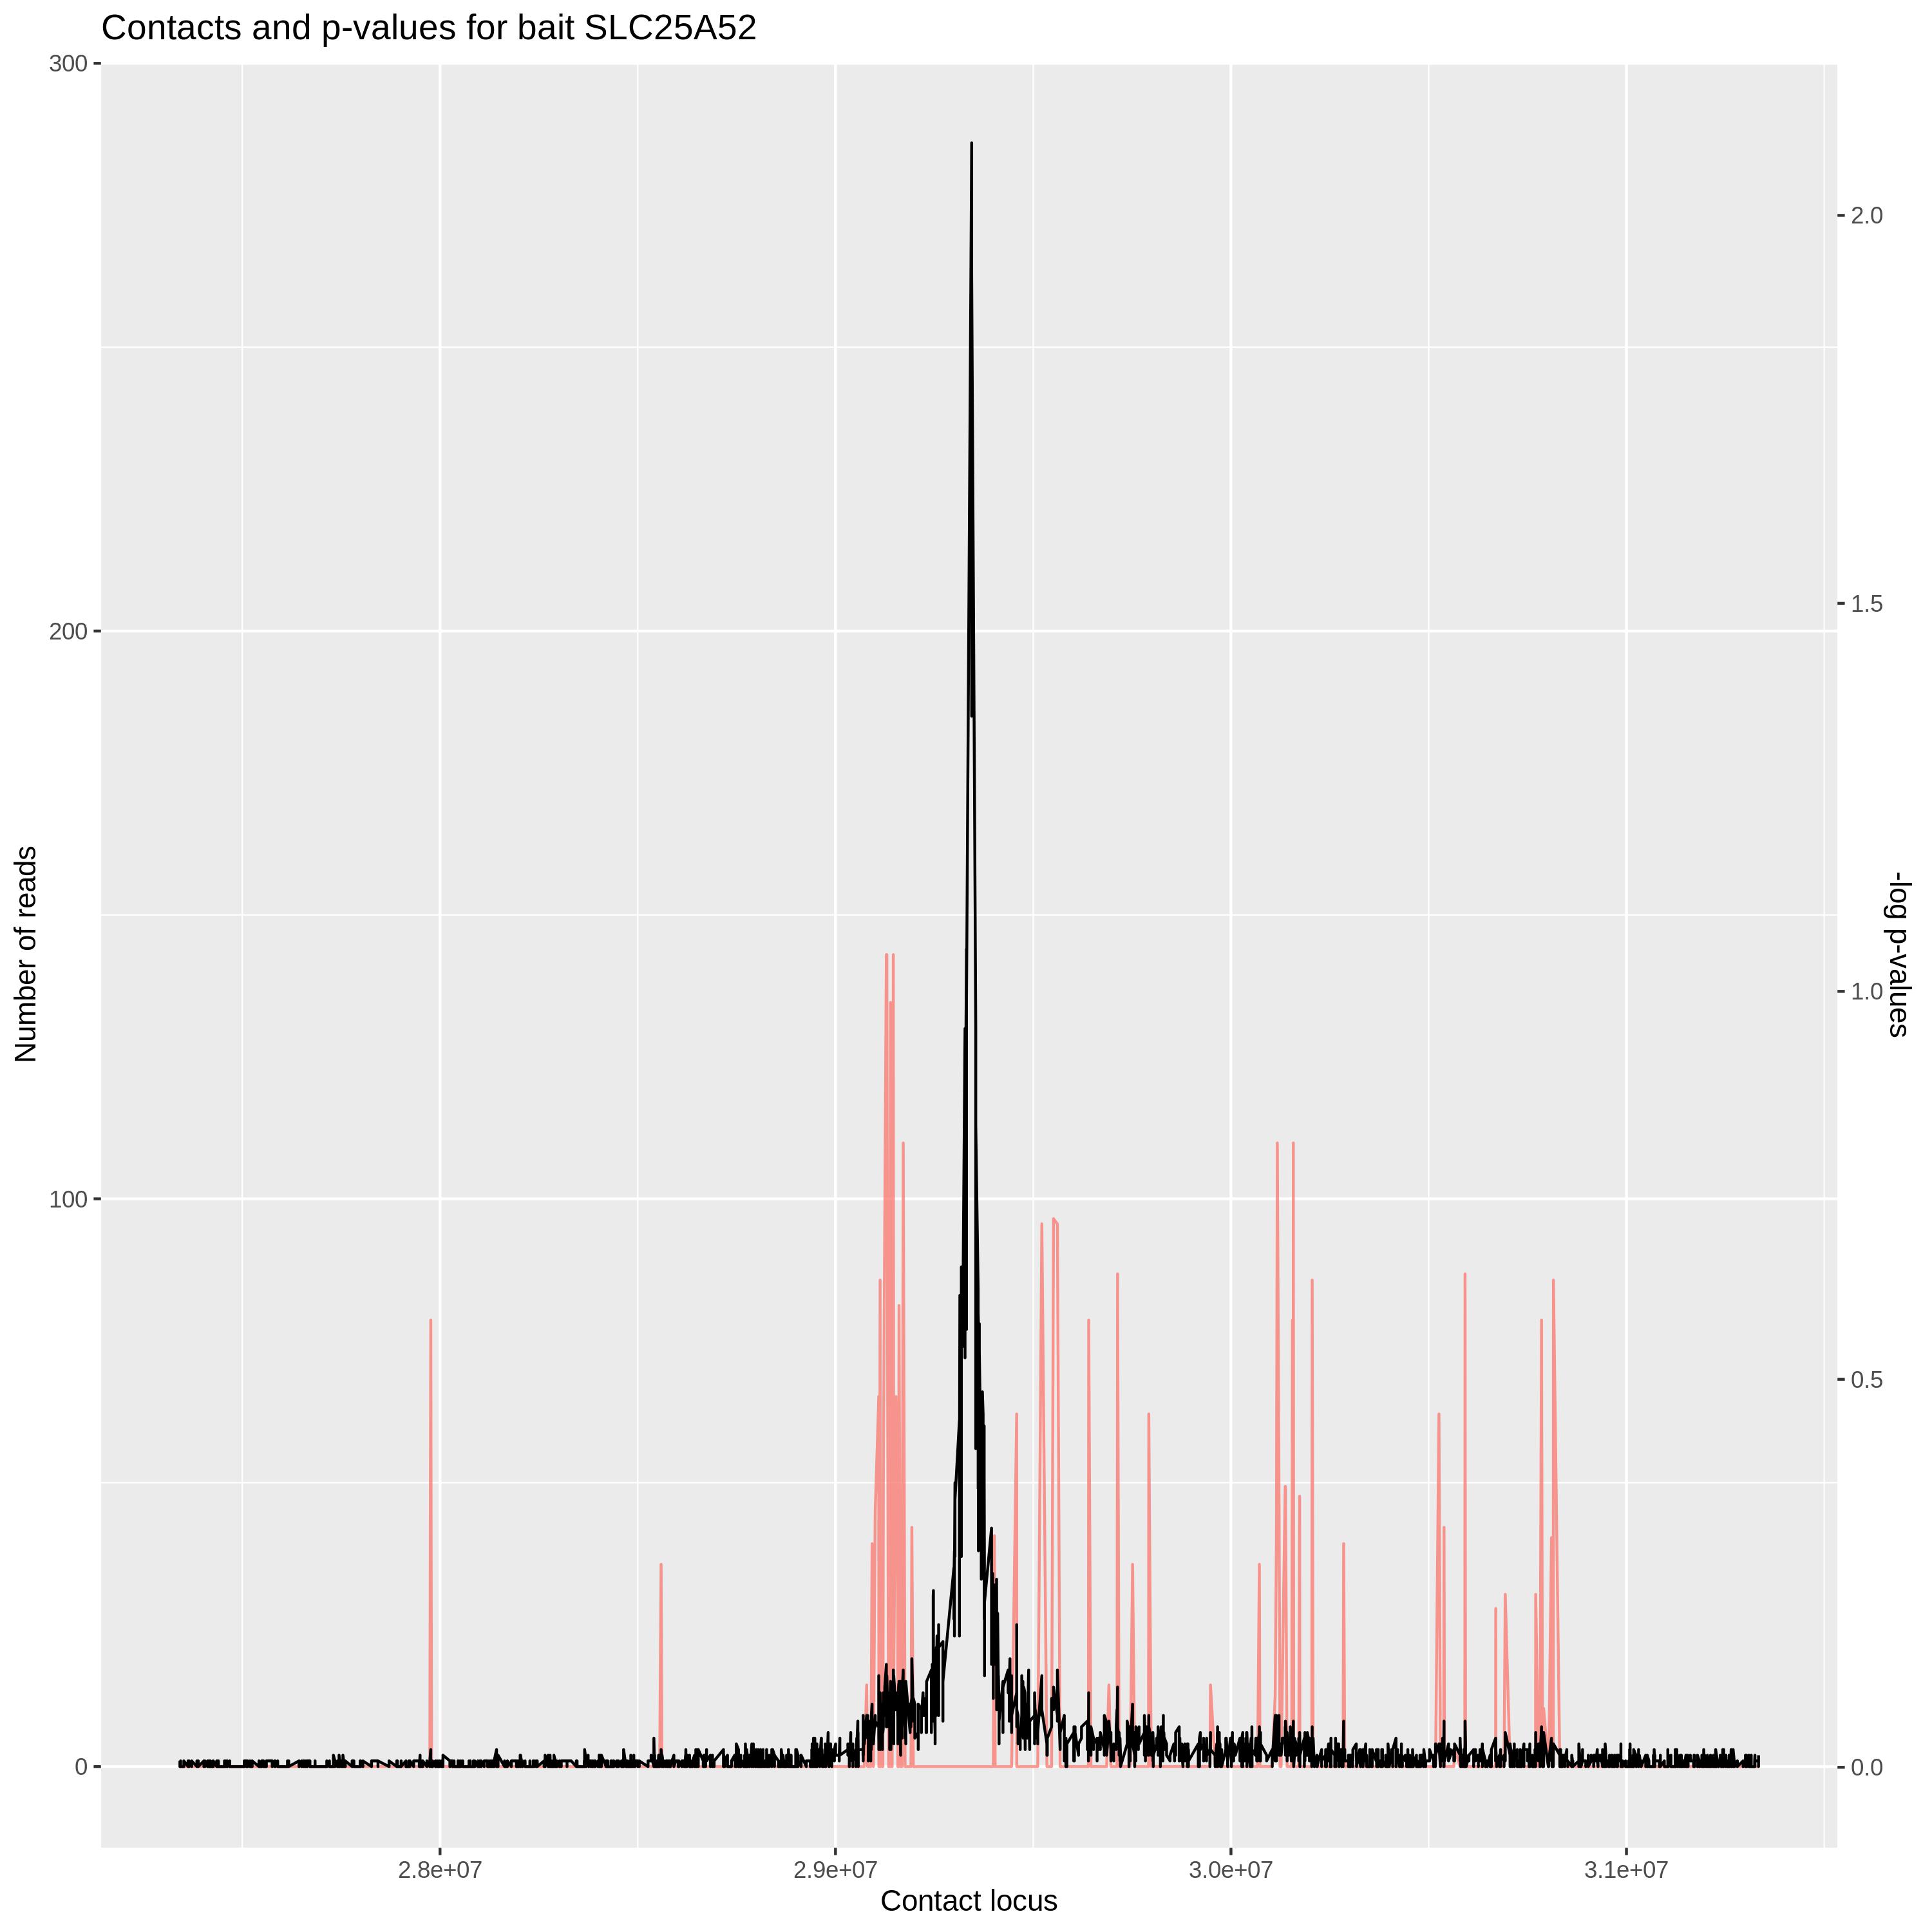 Contacts and p-values for bait SLC25A52
300
200
100
0
Number of reads
2.0
1.5
1.0
0.5
0.0
-log p-values
2.8e+07 2.9e+07 3.0e+07 3.1e+07
Contact locus